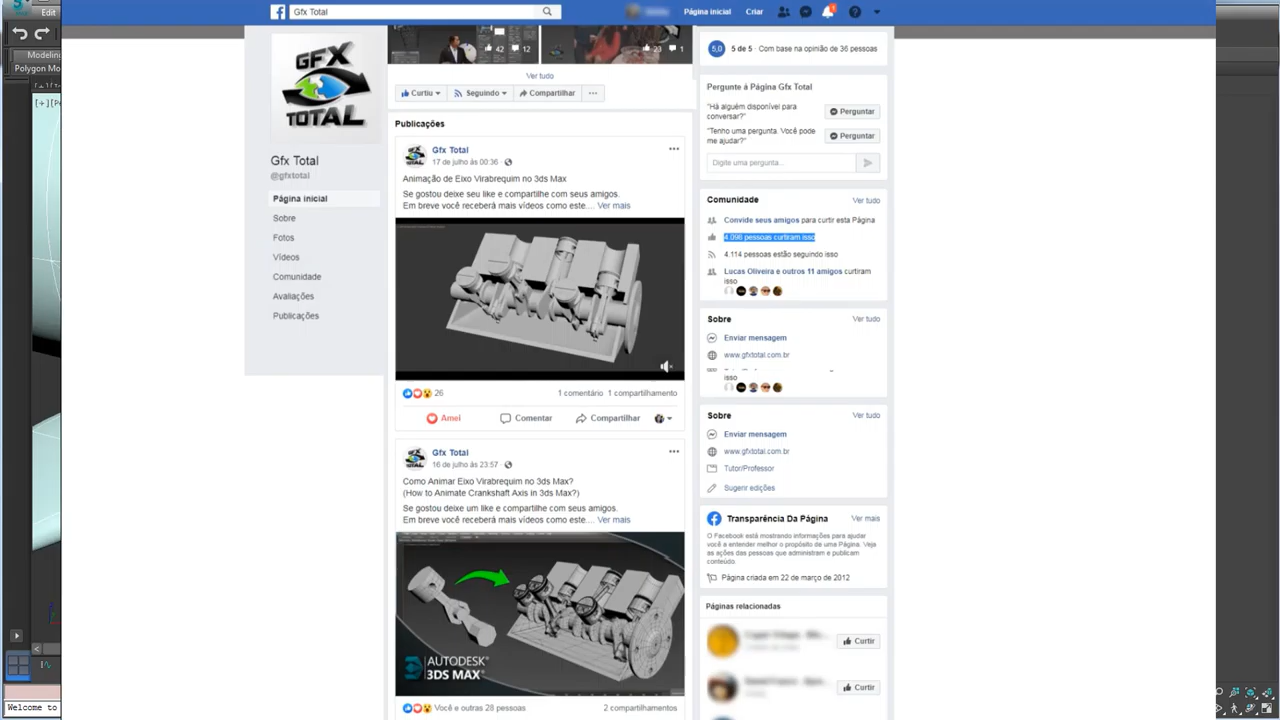 Edit
Modeling
Polygon Mo
[+][P
Welcome to
Gfx Total
Página inicial
Criar
GFX
TOTAL
Gfx Total
@gfxtotal
Página inicial
Sobre
Fotos
Vídeos
Comunidade
Avaliações
Publicações
42
12
23
1
Ver tudo
Curtiu
Seguindo
Compartilhar
Publicações
Gfx Total
17 de julho às 00:36
Animação de Eixo Virabrequim no 3ds Max
Se gostou deixe seu like e compartilhe com seus amigos.
Em breve você receberá mais vídeos como este.... Ver mais
26
1 comentário 1 compartilhamento
Amei
Comentar
Compartilhar
Gfx Total
16 de julho às 23:57
Como Animar Eixo Virabrequim no 3ds Max?
(How to Animate Crankshaft Axis in 3ds Max?)
Se gostou deixe um like e compartilhe com seus amigos.
Em breve você receberá mais vídeos como este.... Ver mais
AUTODESK®
3DS MAX®
Você e outras 28 pessoas
2 compartilhamentos
5,0
5 de 5 · Com base na opinião de 36 pessoas
Pergunte à Página Gfx Total
"Há alguém disponível para
conversar?"
Perguntar
"Tenho uma pergunta. Você pode
me ajudar?"
Perguntar
Digite uma pergunta...
Comunidade
Ver tudo
Convide seus amigos para curtir esta Página
4.098 pessoas curtiram isso
4.114 pessoas estão seguindo isso
Lucas Oliveira e outros 11 amigos curtiram
isso
Sobre
Ver tudo
Enviar mensagem
www.gfxtotal.com.br
isso
Sobre
Ver tudo
Enviar mensagem
www.gfxtotal.com.br
Tutor/Professor
Sugerir edições
Transparência Da Página
Ver mais
O Facebook está mostrando informações para ajudar
você a entender melhor o propósito de uma Página. Veja
as ações das pessoas que administram e publicam
conteúdo.
Página criada em 22 de março de 2012
Páginas relacionadas
Curtir
Curtir